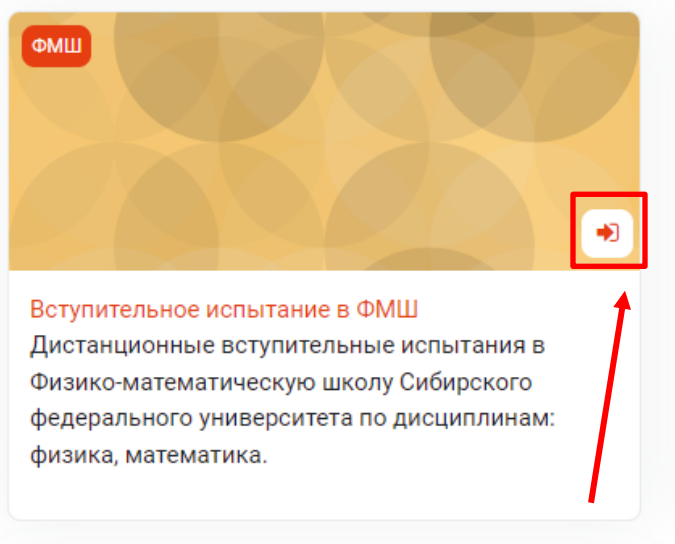 ФМШ
Вступительное испытание в ФМШ
Дистанционные вступительные испытания в
Физико-математическую школу Сибирского
федерального университета по дисциплинам:
физика, математика.